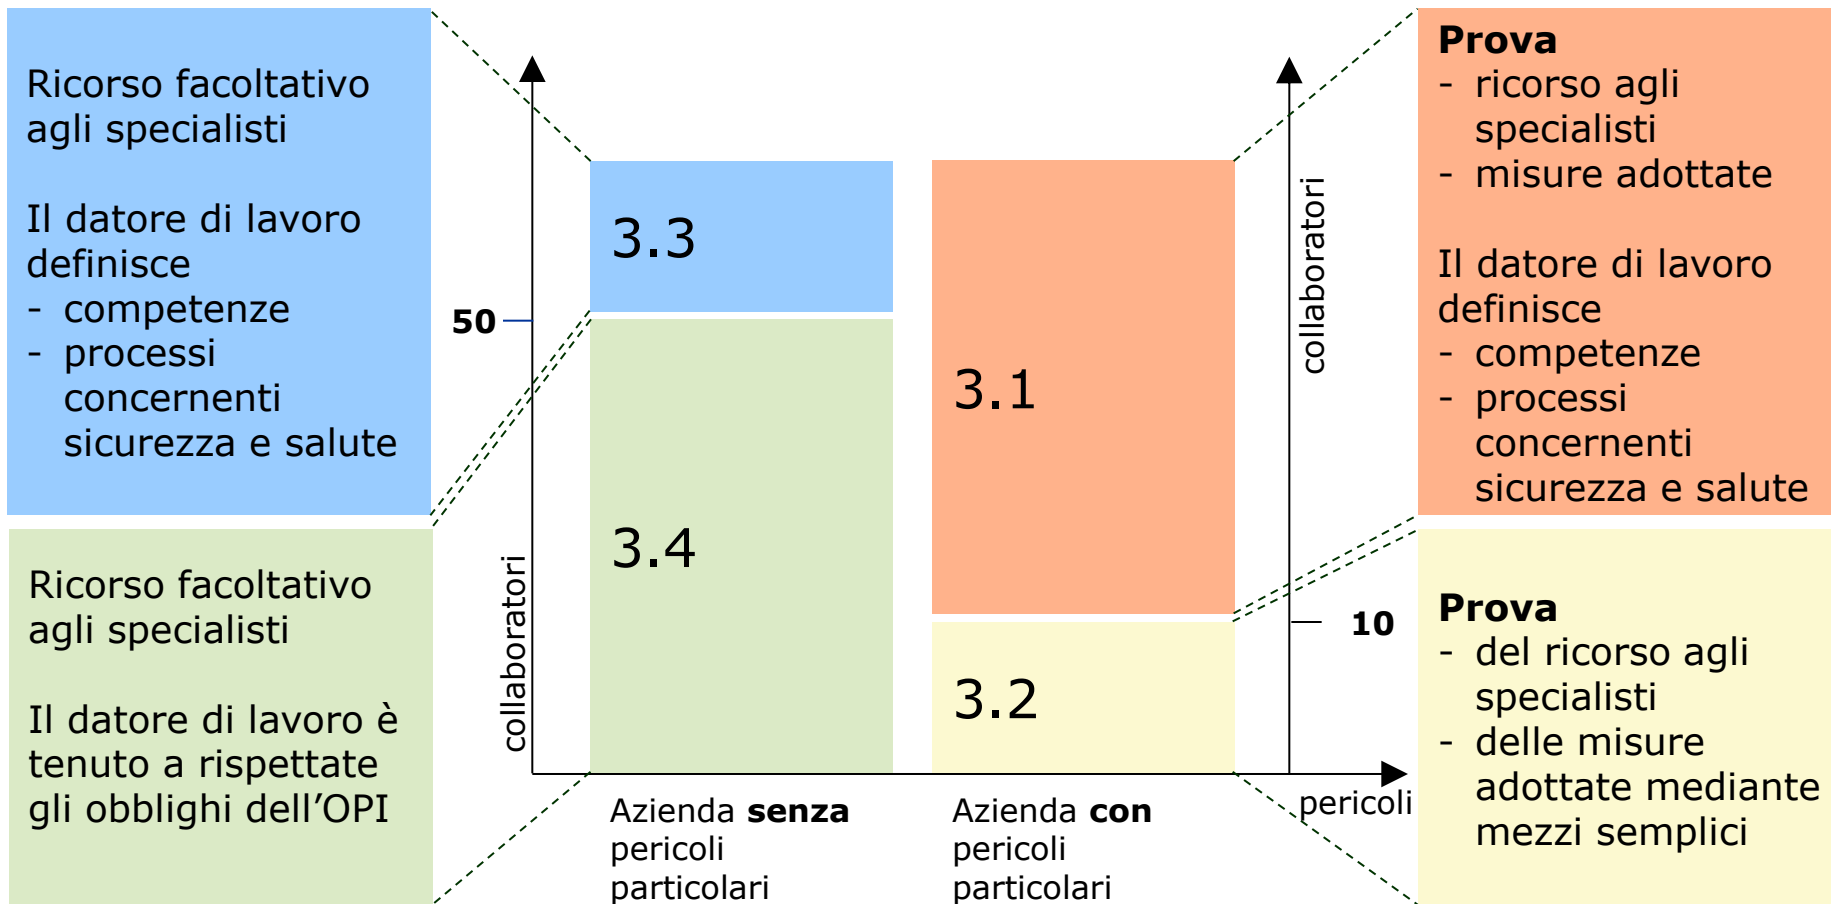 Ricorso facoltativo
agli specialisti
Il datore di lavoro
definisce
- competenze
- processi
concernenti
sicurezza e salute
Ricorso facoltativo
agli specialisti
Il datore di lavoro è
tenuto a rispettate
gli obblighi dell’OPI
50
collaboratori
3.3
3.4
Azienda senza
pericoli
particolari
3.1
3.2
Azienda con
pericoli
particolari
collaboratori
10
pericoli
Prova
- ricorso agli
specialisti
- misure adottate
Il datore di lavoro
definisce
- competenze
- processi
concernenti
sicurezza e salute
Prova
- del ricorso agli
specialisti
- delle misure
adottate mediante
mezzi semplici